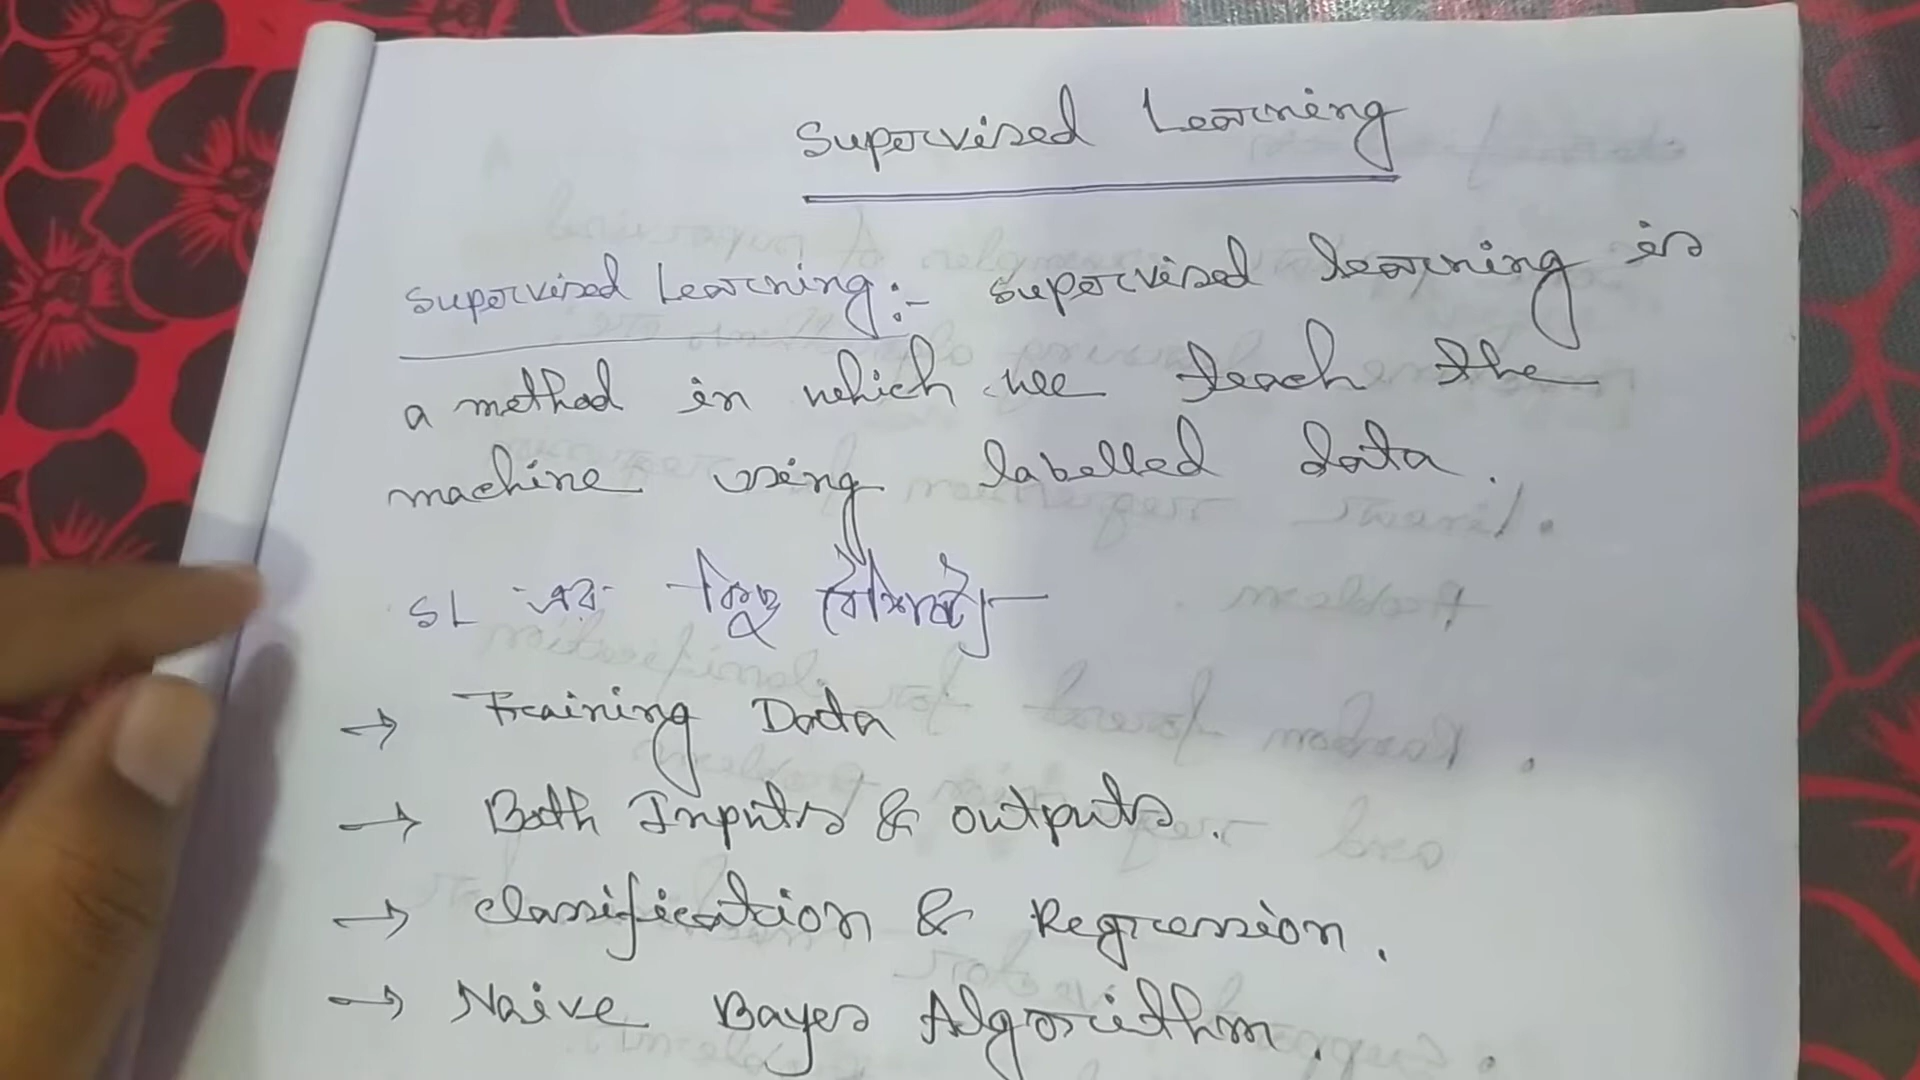 Supervised Learning
Supervised Learning:- Supervised learning is
a method in which we teach the
machine using labelled data.
SL এর কিছু বৈশিষ্ট্য-
→ Training Data
→ Both Inputs & outputs.
→ Classification & Regression.
→ Naive Bayes Algorithm.